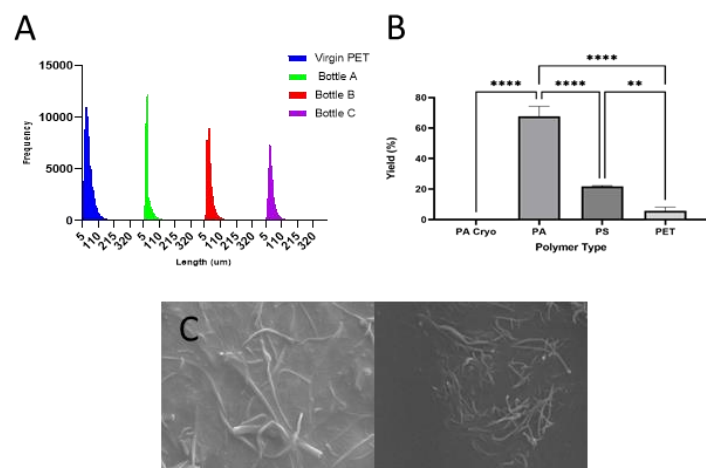 A
15000
10000
5000
0
Frequency
5
110
215
320
5
110
215
320
5
110
215
320
5
110
215
320
Length (um)
Virgin PET
Bottle A
Bottle B
Bottle C
B
****
****
****
**
80
60
40
20
0
Yield (%)
PA Cryo
PA
PS
PET
Polymer Type
C